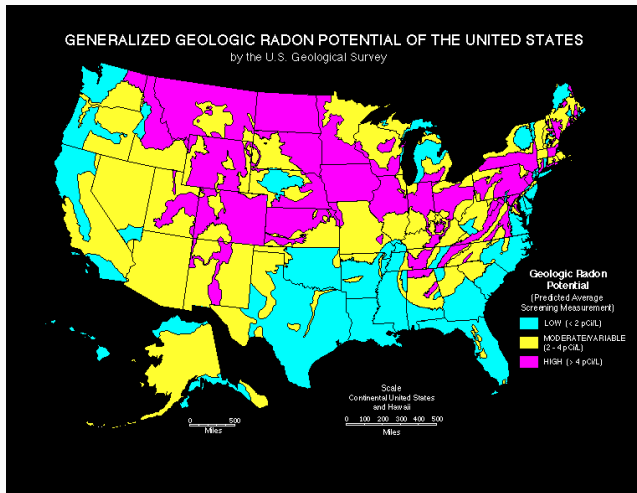 GENERALIZED GEOLOGIC RADON POTENTIAL OF THE UNITED STATES
by the U.S. Geological Survey
Geologic Radon
Potential
(Predicted Average
Screening Measurement)
LOW (< 2 pCi/L)
MODERATE/VARIABLE
(2 - 4 pCi/L)
HIGH (> 4 pCi/L)
Scale
Continental United States
and Hawaii
0 500
Miles
0 100 200 300 400 500
Miles